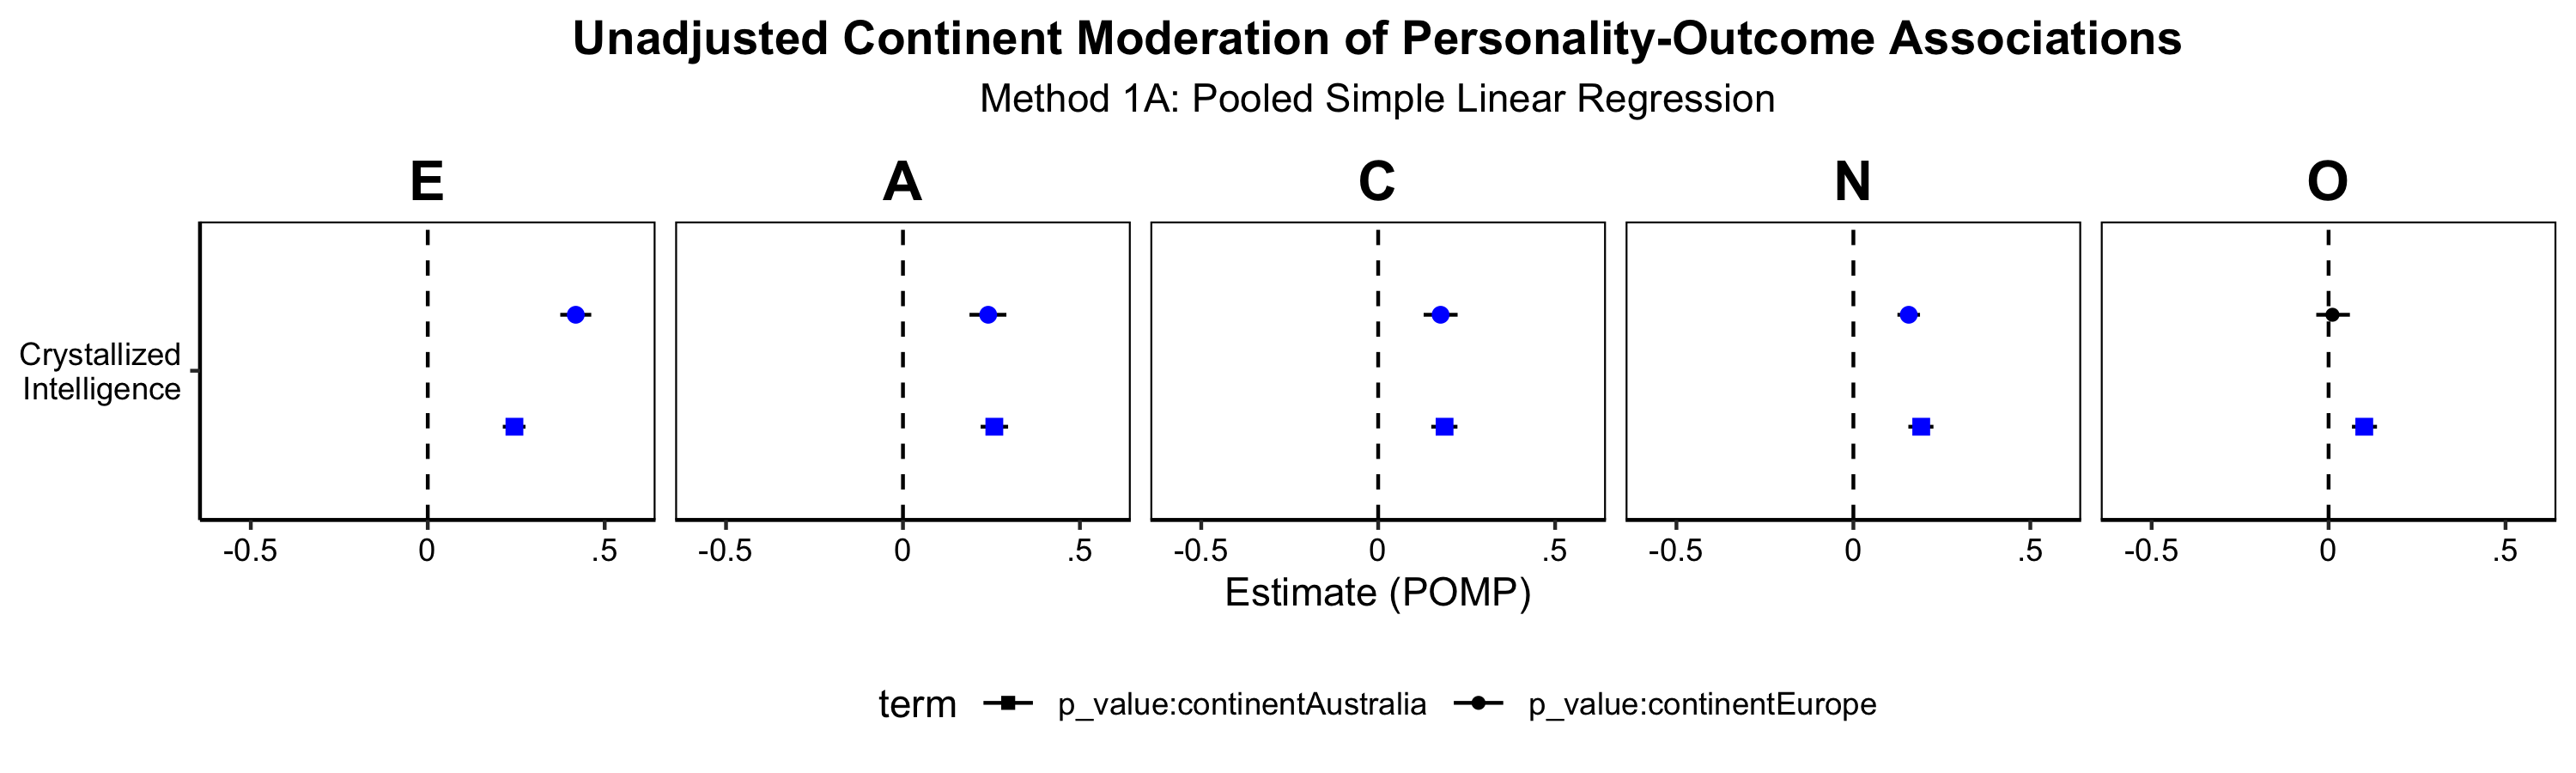 Unadjusted Continent Moderation of Personality-Outcome Associations
Method 1A: Pooled Simple Linear Regression
E A C N O
Crystallized
Intelligence
-0.5 0 .5 -0.5 0 .5 -0.5 0 .5 -0.5 0 .5 -0.5 0 .5
Estimate (POMP)
term p_value:continentAustralia p_value:continentEurope